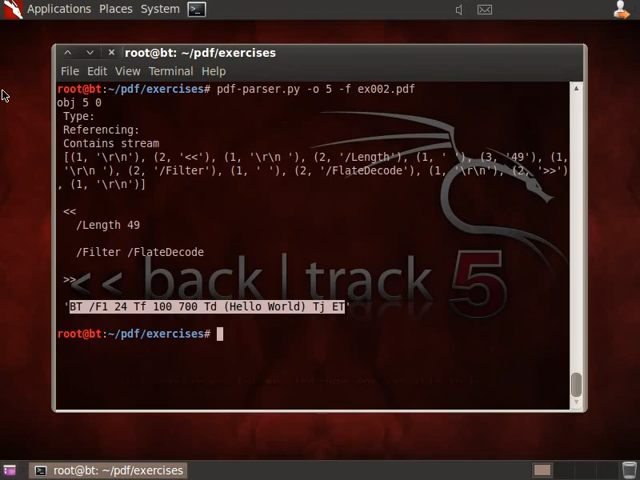 Applications Places System
root@bt: ~/pdf/exercises
File Edit View Terminal Help
root@bt:~/pdf/exercises# pdf-parser.py -o 5 -f ex002.pdf
obj 5 0
Type:
Referencing:
Contains stream
[(1, '\r\n'), (2, '<<'), (1, '\r\n '), (2, '/Length'), (1, ' '), (3, '49'), (1,
'\r\n '), (2, '/Filter'), (1, ' '), (2, '/FlateDecode'), (1, '\r\n'), (2, '>>')
, (1, '\r\n')]
<<
/Length 49
/Filter /FlateDecode
>>
<< back | track 5
'BT /F1 24 Tf 100 700 Td (Hello World) Tj ET'
root@bt:~/pdf/exercises#
root@bt: ~/pdf/exercises